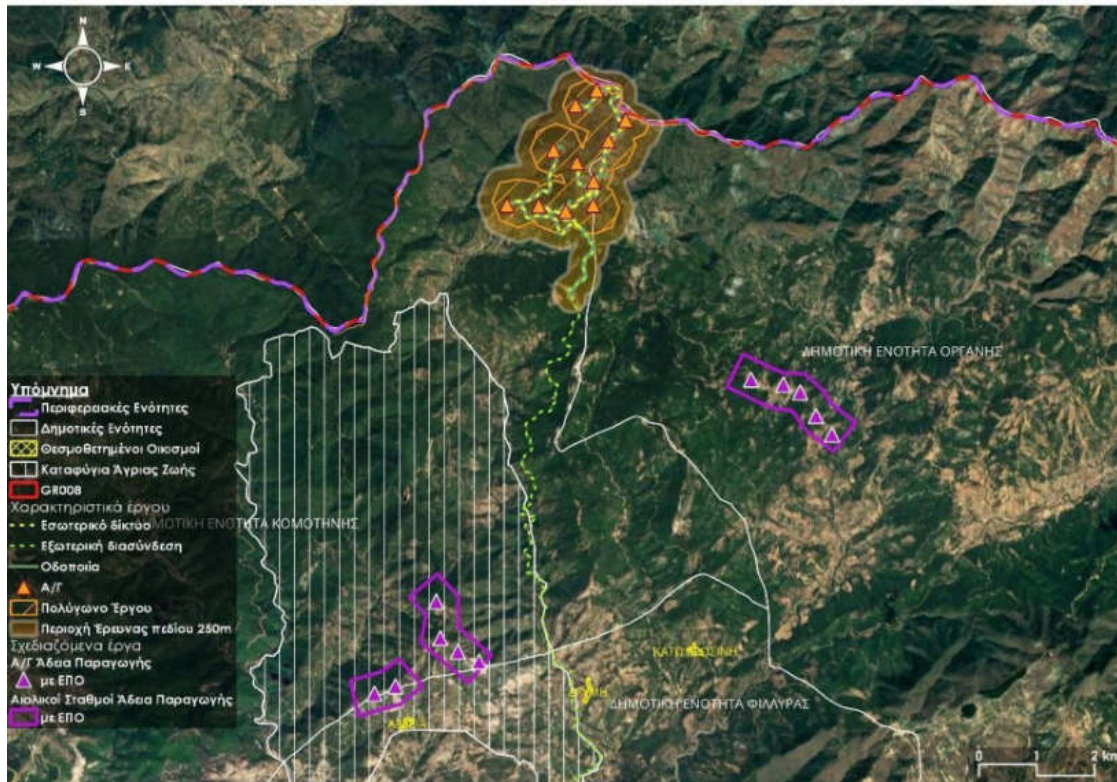 N
W E
S
ΔΗΜΟΤΙΚΗ ΕΝΟΤΗΤΑ ΟΡΓΑΝΗΣ
Υπόμνημα
Περιφερειακές Ενότητες
Δημοτικές Ενότητες
Θεσμοθετημένοι Οικισμοί
Καταφύγια Άγριας Ζωής
GR008
Χαρακτηριστικά έργου
Εσωτερικό δίκτυο
ΔΗΜΟΤΙΚΗ ΕΝΟΤΗΤΑ ΚΟΜΟΤΗΝΗΣ
Εξωτερική διασύνδεση
Οδοποιία
Α/Γ
Πολύγωνο Έργου
Περιοχή Έρευνας πεδίου 250m
Σχεδιαζόμενα έργα
Α/Γ Άδεια Παραγωγής
με ΕΠΟ
Αιολικοί Σταθμοί Άδεια Παραγωγής
με ΕΠΟ
ΔΗΜΟΤΙΚΗ ΕΝΟΤΗΤΑ ΦΙΛΛΥΡΑΣ
0 1 2 km